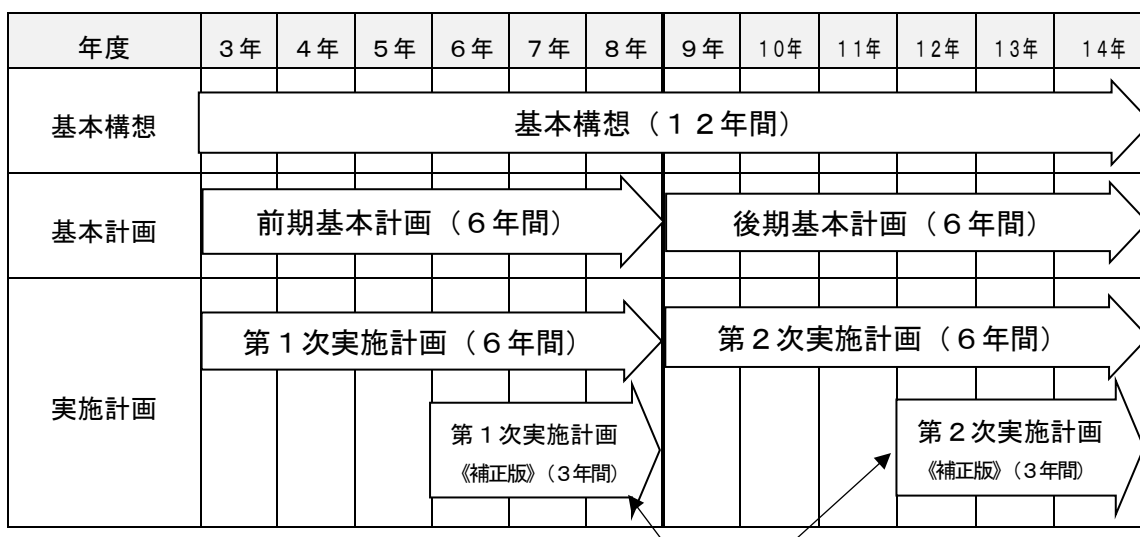 年度 ３年 ４年 ５年 ６年 ７年 ８年 ９年 10年 11年 12年 13年 14年
基本構想 基本構想（１２年間）
基本計画 前期基本計画（６年間） 後期基本計画（６年間）
第１次実施計画（６年間） 第２次実施計画（６年間）
実施計画
第１次実施計画 第２次実施計画
《補正版》（３年間） 《補正版》（３年間）